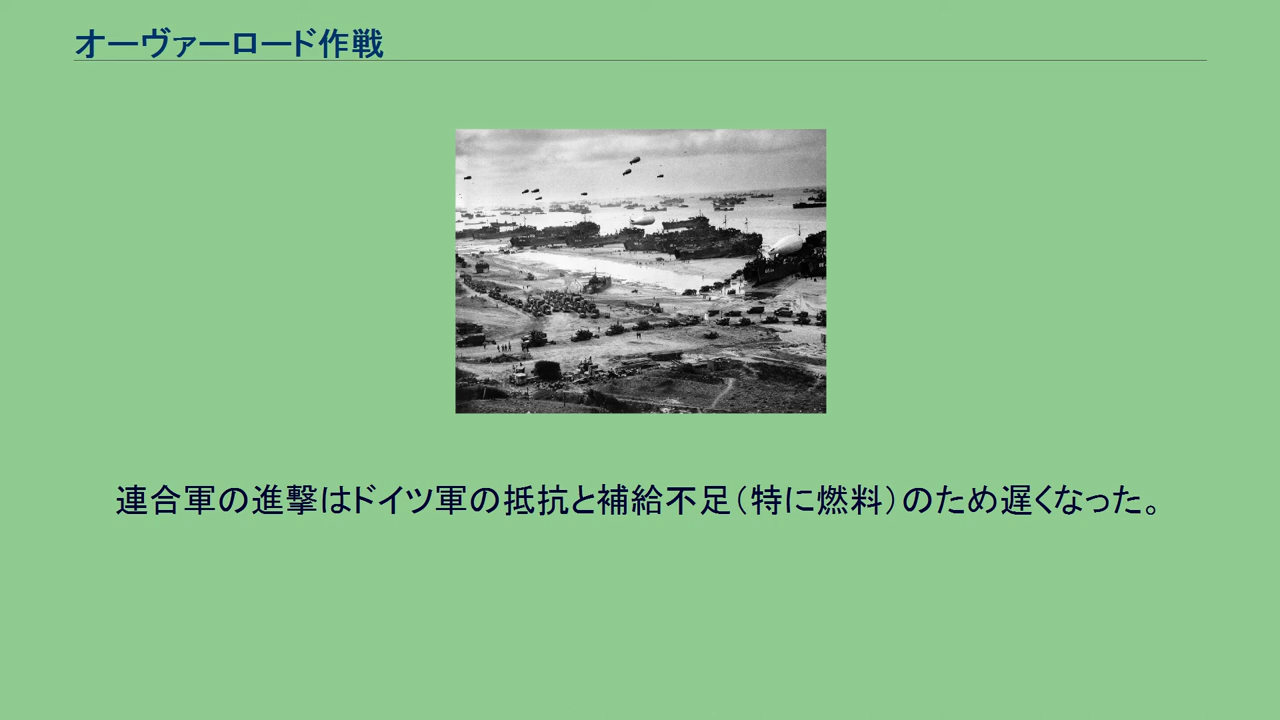 オーヴァーロード作戦
連合軍の進撃はドイツ軍の抵抗と補給不足(特に燃料)のため遅くなった。